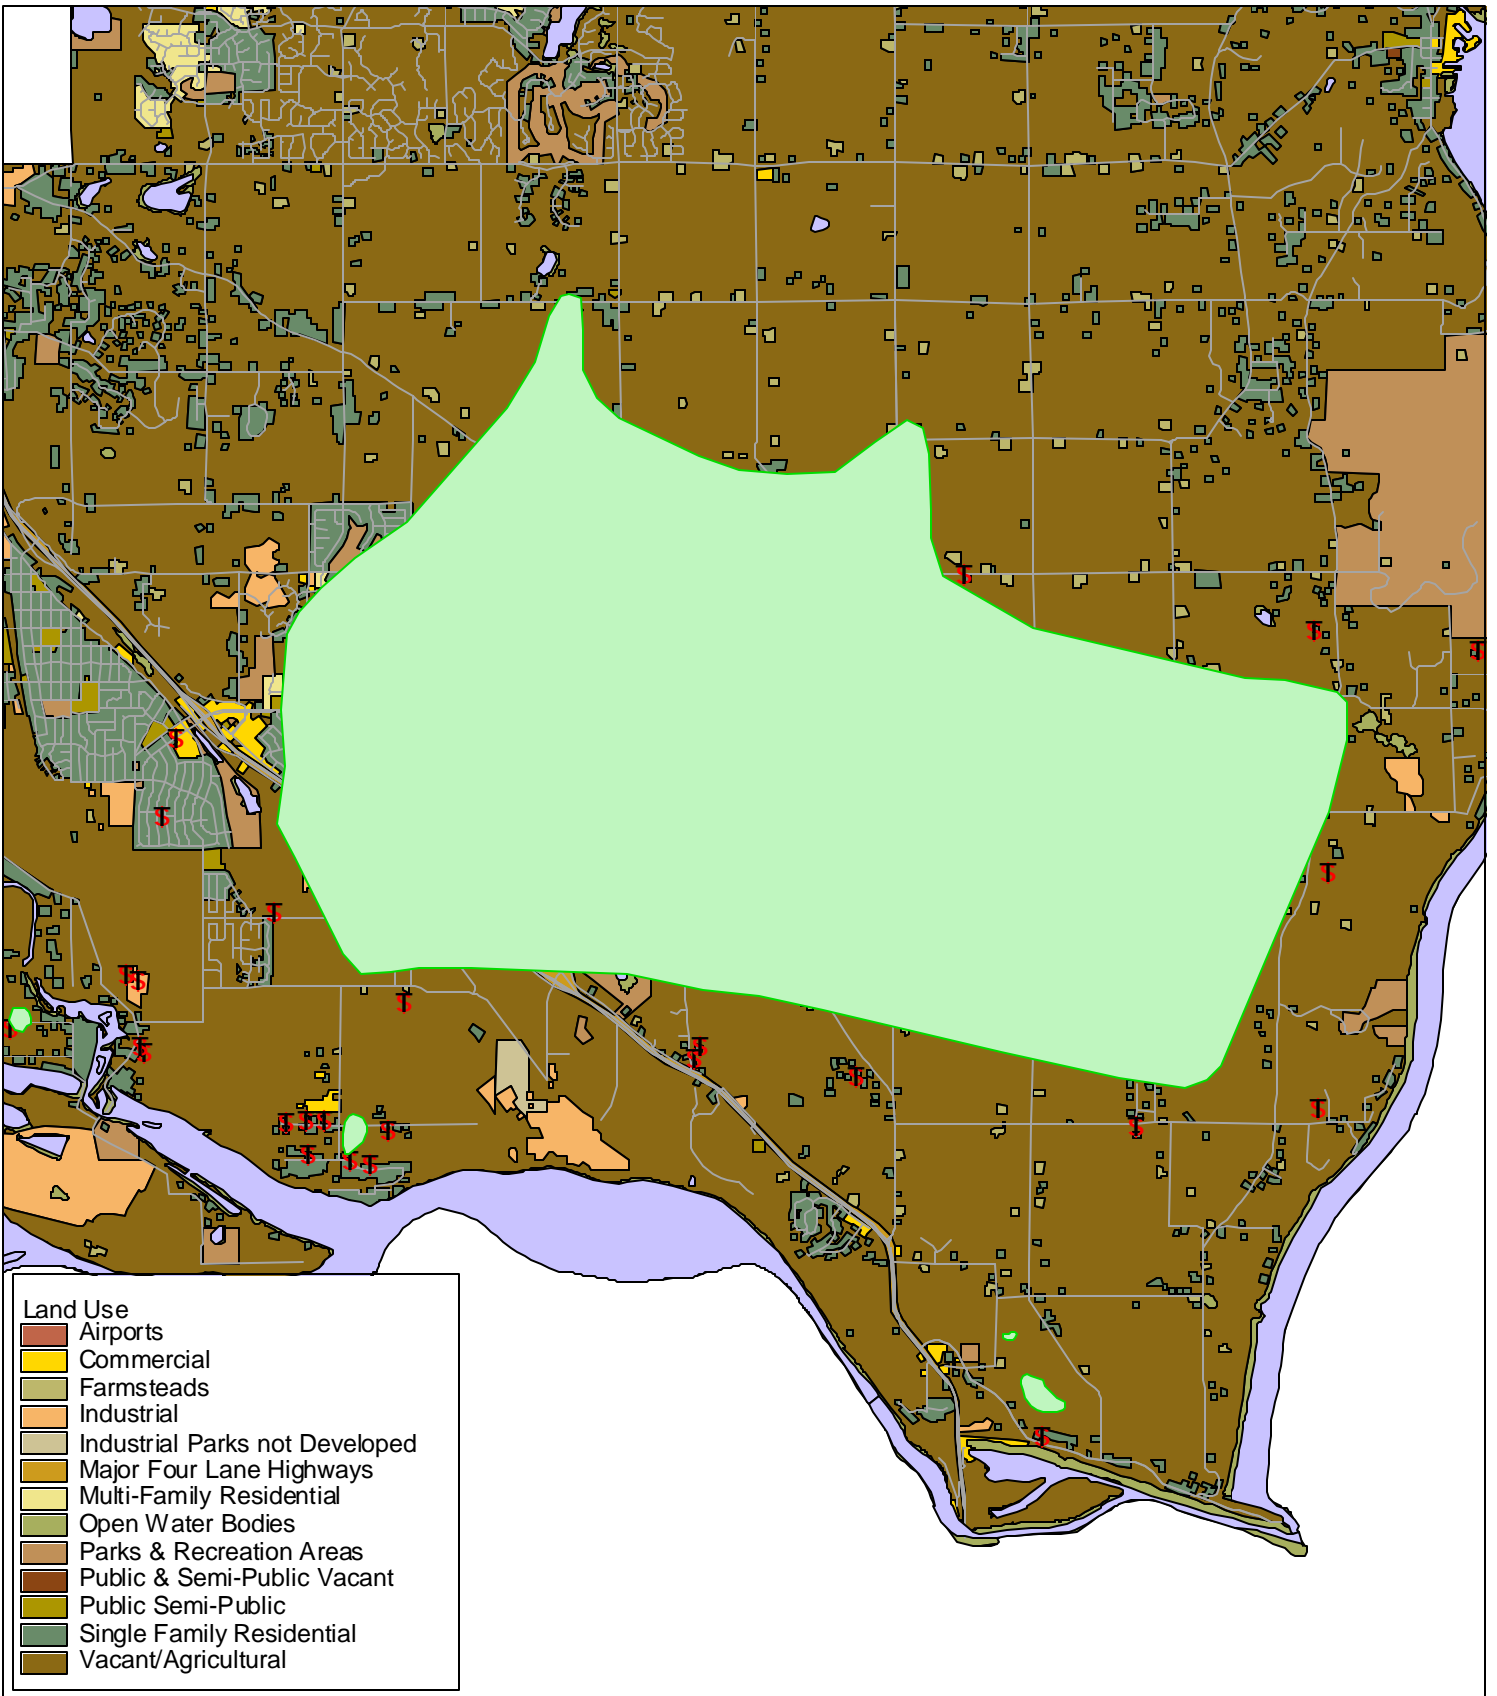 Land Use
Airports
Commercial
Farmsteads
Industrial
Industrial Parks not Developed
Major Four Lane Highways
Multi-Family Residential
Open Water Bodies
Parks & Recreation Areas
Public & Semi-Public Vacant
Public Semi-Public
Single Family Residential
Vacant/Agricultural